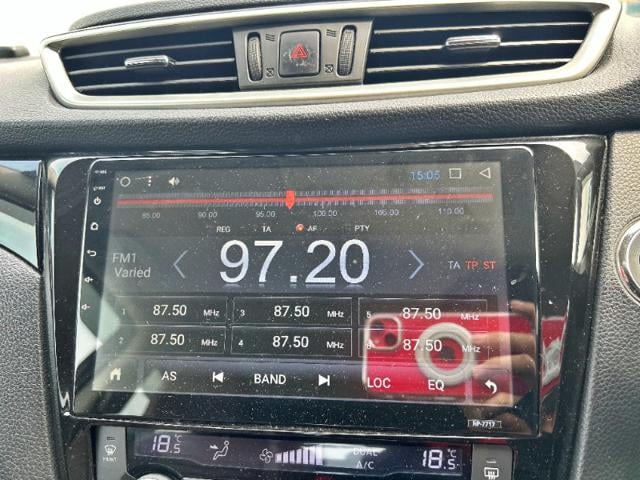 15:05
85.00 90.00 95.00 100.00 105.00 110.00
REG TA AF PTY
FM1
Varied
97.20
TA TP ST
1 87.50 MHz 3 87.50 MHz 5 87.50 MHz
2 87.50 MHz 4 87.50 MHz 6 87.50 MHz
AS BAND LOC EQ
18.5 °C
DUAL
A/C
18.5 °C